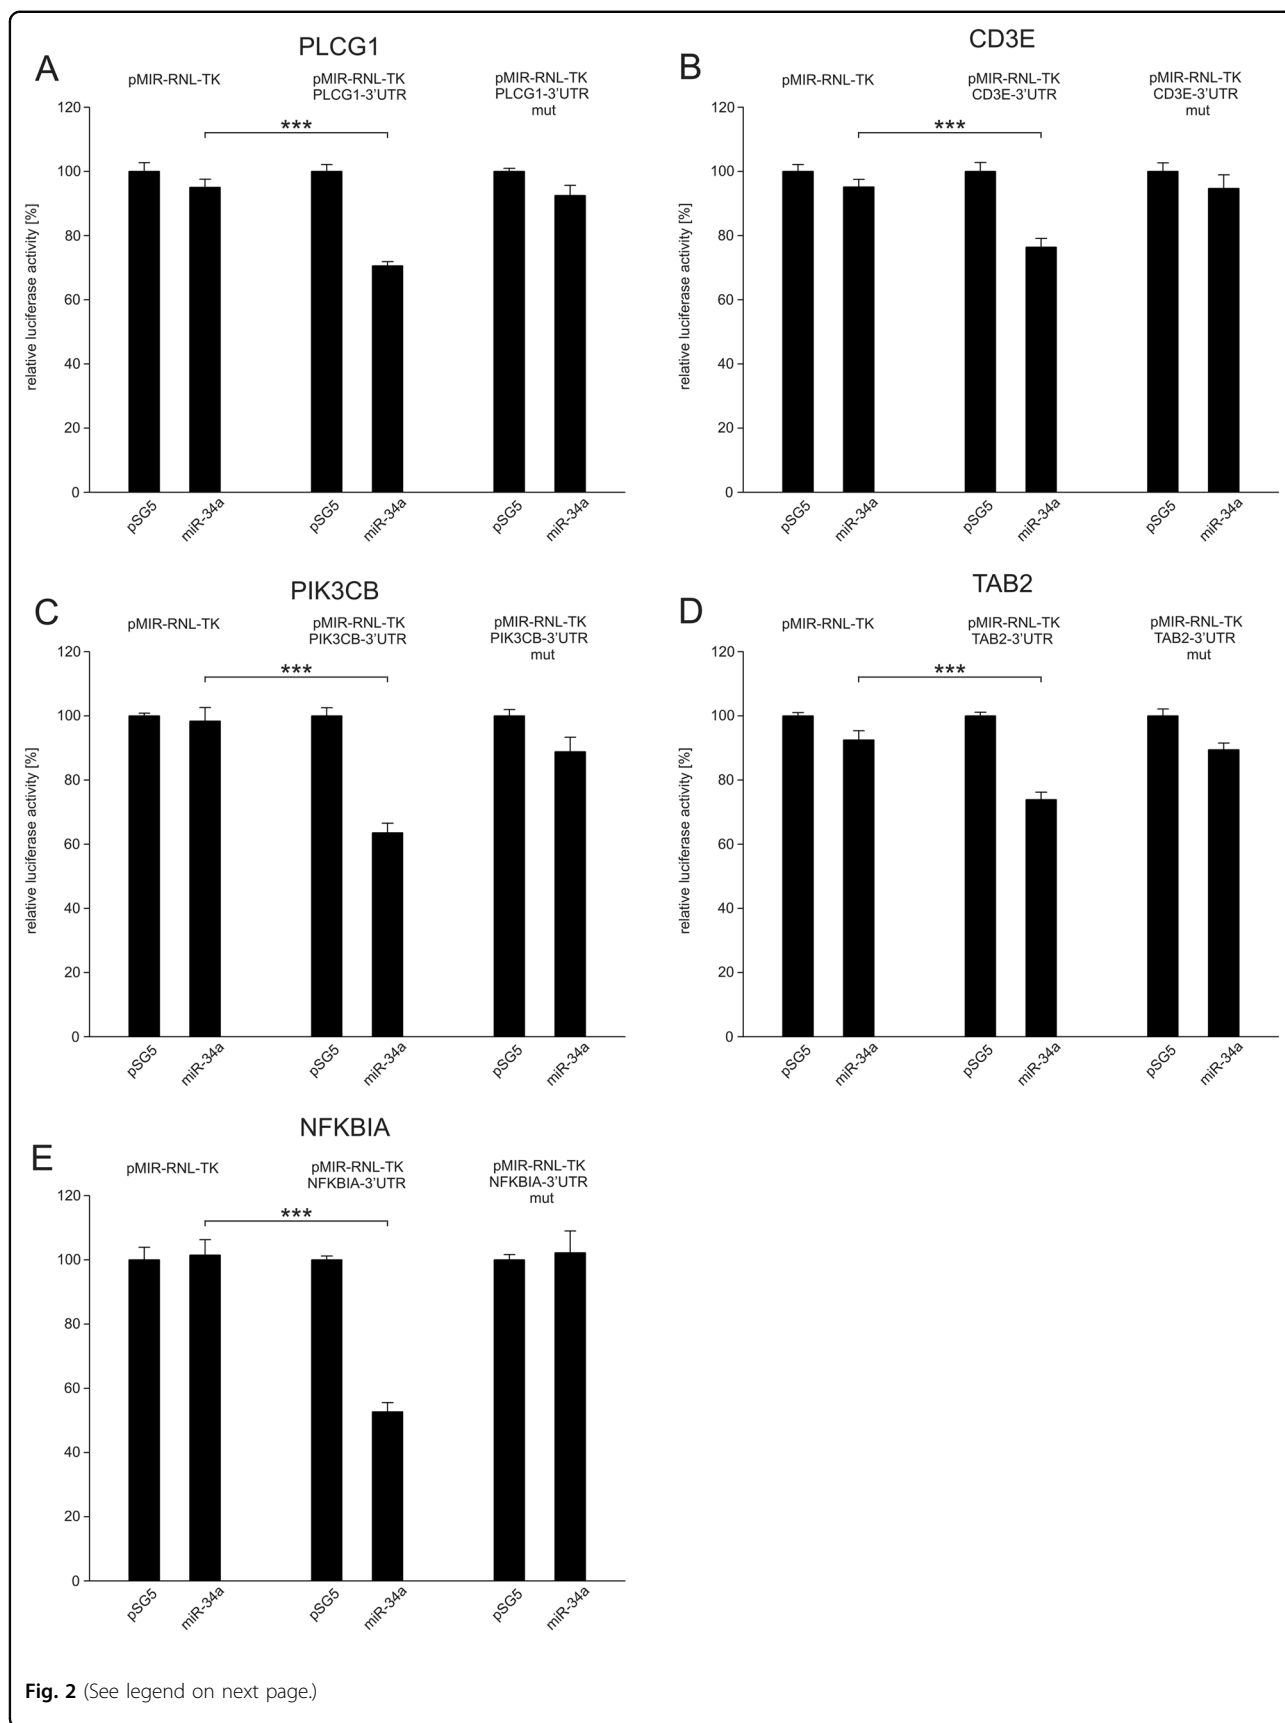 A
PLCG1
pMIR-RNL-TK
pMIR-RNL-TK
PLCG1-3'UTR
pMIR-RNL-TK
PLCG1-3'UTR
mut
relative luciferase activity [%]
120
100
80
60
40
20
0
***
pSG5
miR-34a
pSG5
miR-34a
pSG5
miR-34a
B
CD3E
pMIR-RNL-TK
pMIR-RNL-TK
CD3E-3'UTR
pMIR-RNL-TK
CD3E-3'UTR
mut
relative luciferase activity [%]
120
100
80
60
40
20
0
***
pSG5
miR-34a
pSG5
miR-34a
pSG5
miR-34a
C
PIK3CB
pMIR-RNL-TK
pMIR-RNL-TK
PIK3CB-3'UTR
pMIR-RNL-TK
PIK3CB-3'UTR
mut
relative luciferase activity [%]
120
100
80
60
40
20
0
***
pSG5
miR-34a
pSG5
miR-34a
pSG5
miR-34a
D
TAB2
pMIR-RNL-TK
pMIR-RNL-TK
TAB2-3'UTR
pMIR-RNL-TK
TAB2-3'UTR
mut
relative luciferase activity [%]
120
100
80
60
40
20
0
***
pSG5
miR-34a
pSG5
miR-34a
pSG5
miR-34a
E
NFKBIA
pMIR-RNL-TK
pMIR-RNL-TK
NFKBIA-3'UTR
pMIR-RNL-TK
NFKBIA-3'UTR
mut
relative luciferase activity [%]
120
100
80
60
40
20
0
***
pSG5
miR-34a
pSG5
miR-34a
pSG5
miR-34a
Fig. 2 (See legend on next page.)